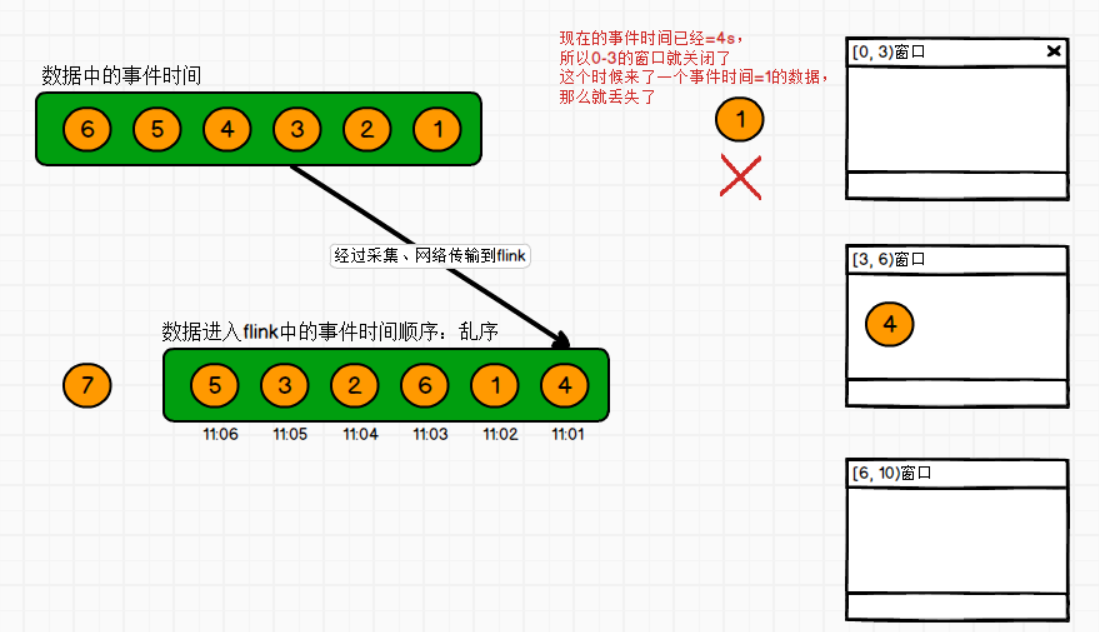 现在的事件时间已经=4s，
所以0-3的窗口就关闭了
这个时候来了一个事件时间=1的数据，
那么就丢失了
[0, 3)窗口
数据中的事件时间
6 5 4 3 2 1
1
经过采集、网络传输到flink
[3, 6)窗口
4
数据进入flink中的事件时间顺序：乱序
7
5 3 2 6 1 4
11:06 11:05 11:04 11:03 11:02 11:01
[6, 10)窗口